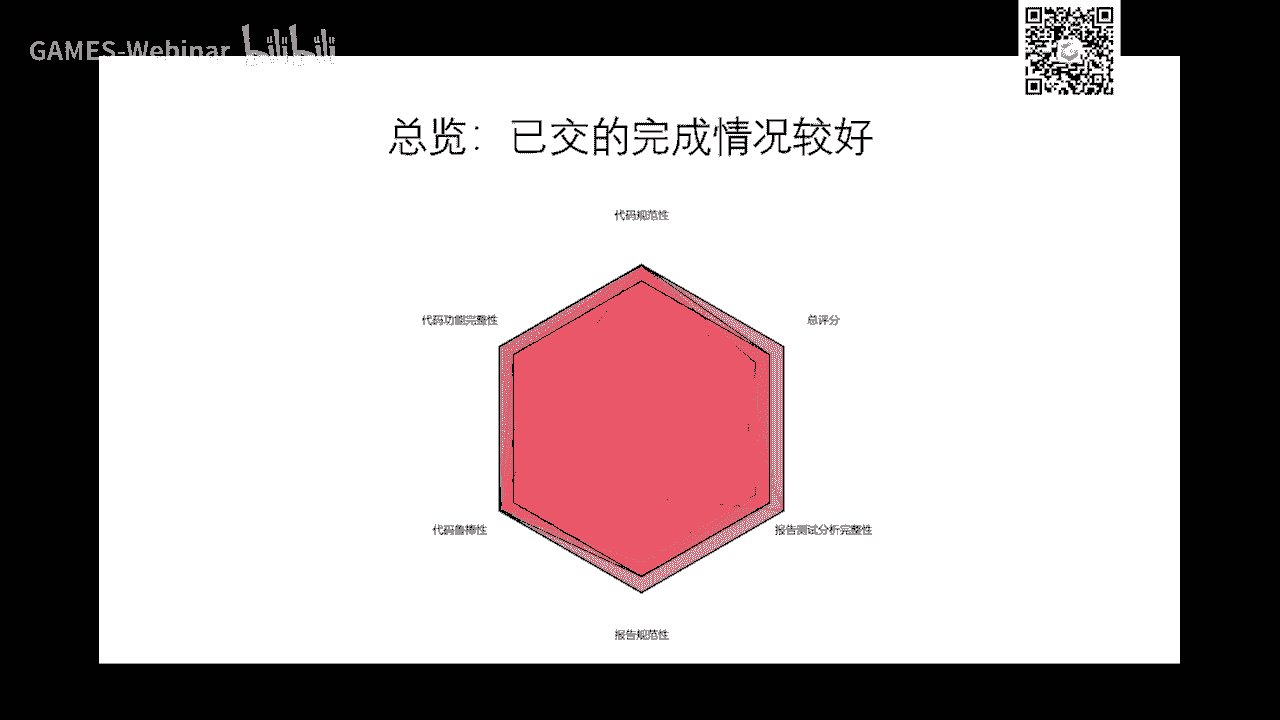 GAMES-Webinar bilibili
总览：已交的完成情况较好
代码规范性
代码功能完整性
总评分
代码鲁棒性
报告测试分析完整性
报告规范性